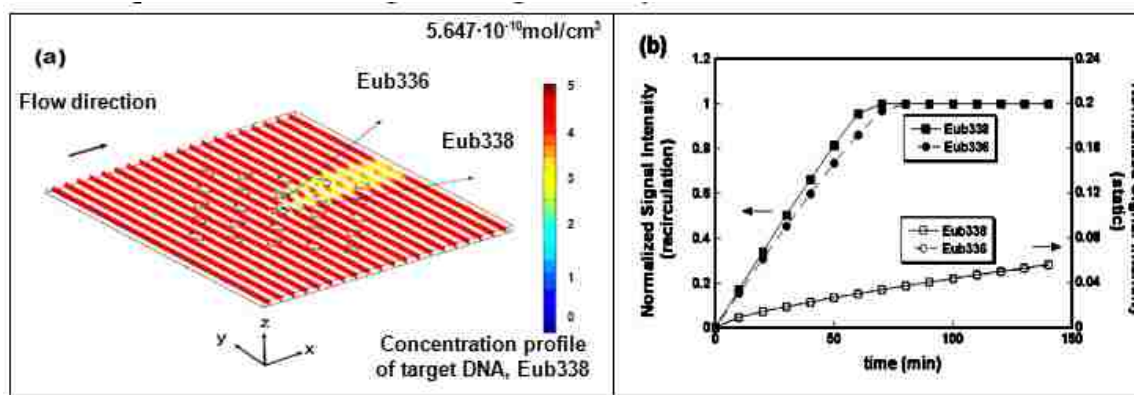 5.647·10⁻¹⁰mol/cm³
(a)
Eub336
Flow direction
Eub338
5
4
3
2
1
0
z
y
x
Concentration profile
of target DNA, Eub338
(b)
1.2
1
0.8
0.6
0.4
0.2
0
Normalized Signal Intensity
(recirculation)
Eub338
Eub336
Eub338
Eub336
0.24
0.2
0.16
0.12
0.08
0.04
0
(static)
0
50
100
150
time (min)